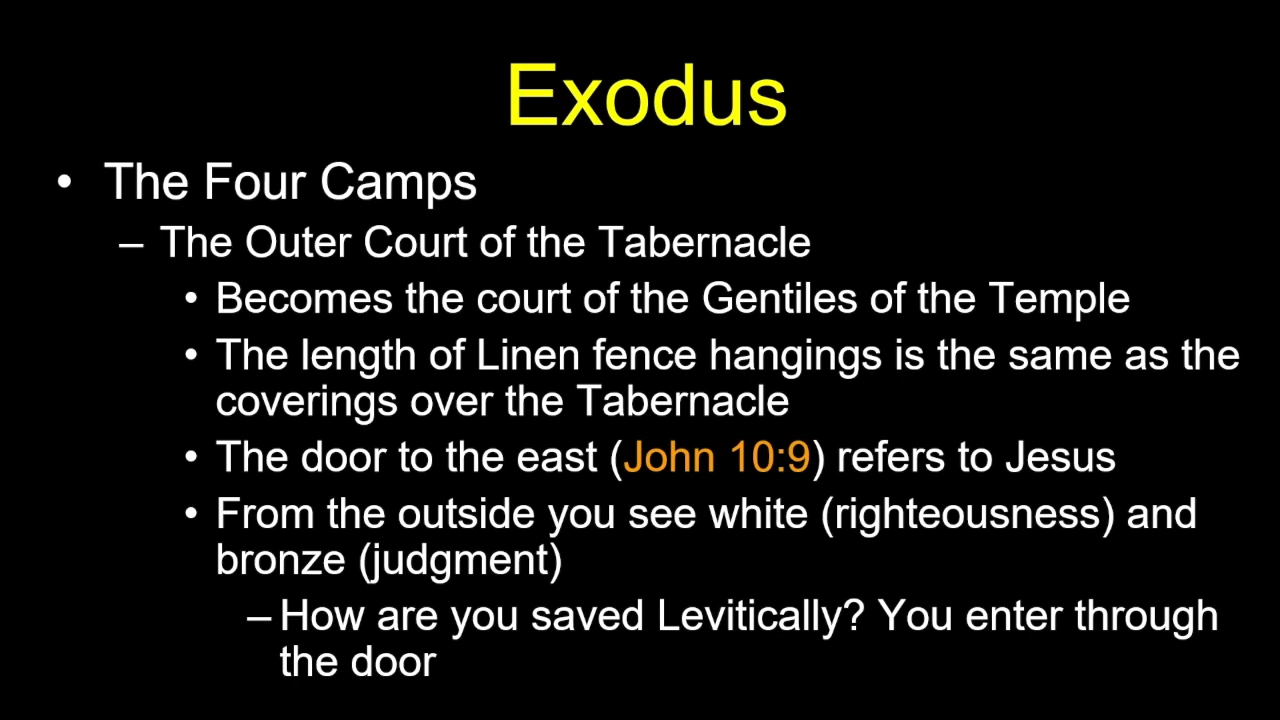 Exodus
• The Four Camps
– The Outer Court of the Tabernacle
• Becomes the court of the Gentiles of the Temple
• The length of Linen fence hangings is the same as the
coverings over the Tabernacle
• The door to the east (John 10:9) refers to Jesus
• From the outside you see white (righteousness) and
bronze (judgment)
– How are you saved Levitically? You enter through
the door